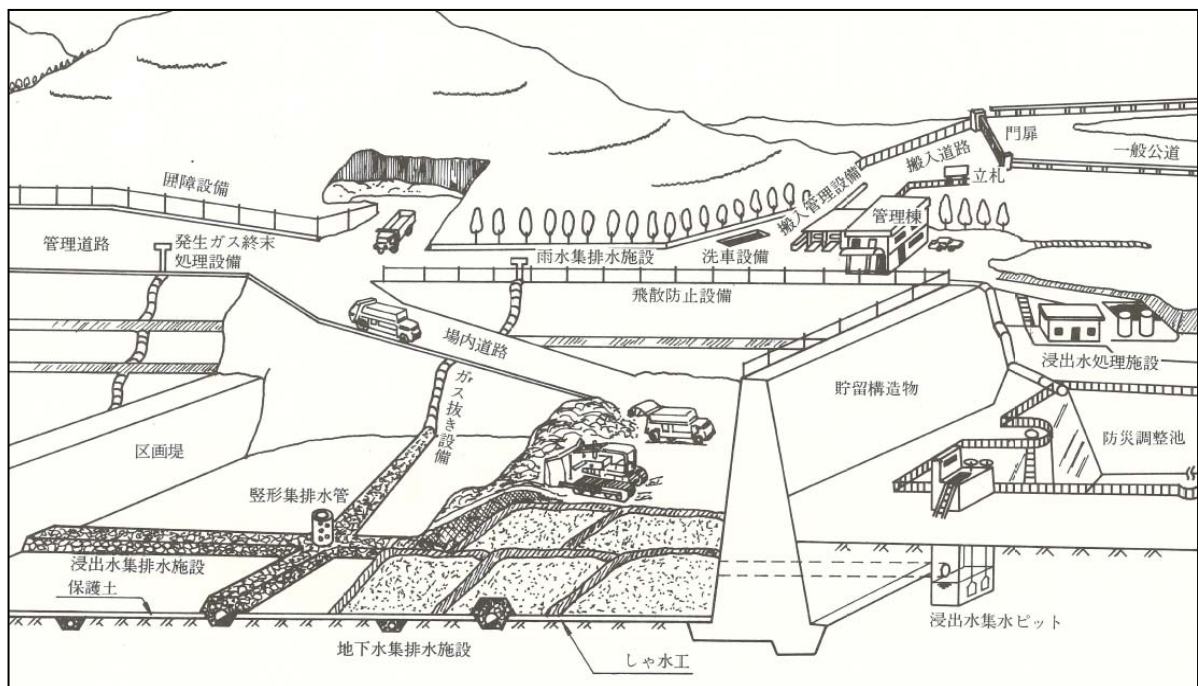 門扉
一般公道
搬入道路
立札
搬入管理設備
囲障設備
管理棟
管理道路
発生ガス終末
処理設備
雨水集排水施設
洗車設備
飛散防止設備
場内道路
浸出水処理施設
ガス抜き設備
貯留構造物
区画堤
防災調整池
竪形集排水管
浸出水集排水施設
保護土
地下水集排水施設
しゃ水工
浸出水集水ピット